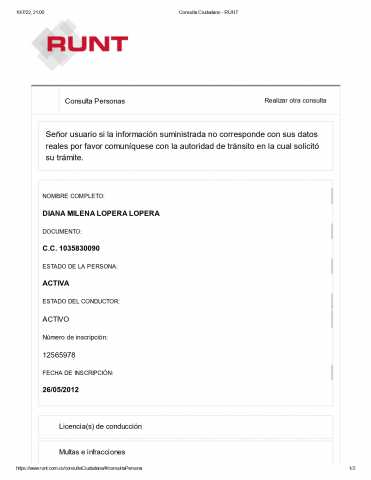 10/7/22, 21:00
Consulta Ciudadano - RUNT
RUNT
Consulta Personas
Realizar otra consulta
Señor usuario si la información suministrada no corresponde con sus datos
reales por favor comuníquese con la autoridad de tránsito en la cual solicitó
su trámite.
NOMBRE COMPLETO:
DIANA MILENA LOPERA LOPERA
DOCUMENTO:
C.C. 1035830090
ESTADO DE LA PERSONA:
ACTIVA
ESTADO DEL CONDUCTOR:
ACTIVO
Número de inscripción:
12565978
FECHA DE INSCRIPCIÓN:
26/05/2012
Licencia(s) de conducción
Multas e infracciones
https://www.runt.com.co/consultaCiudadana/#/consultaPersona
1/2